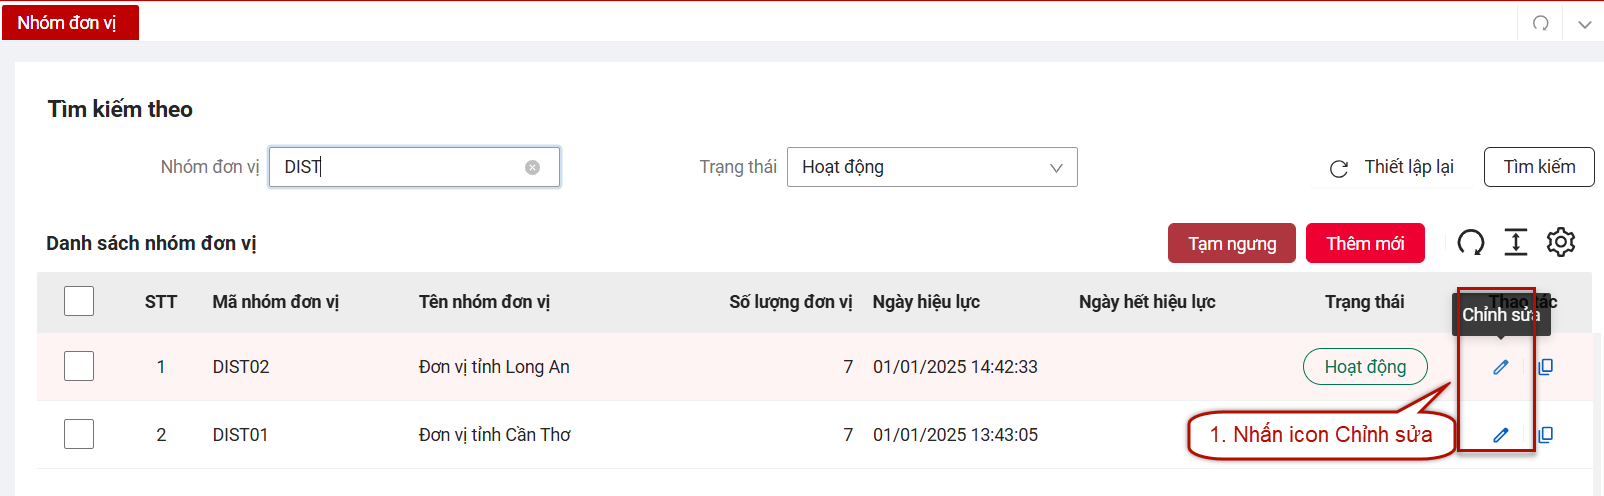 Nhóm đơn vị
Tìm kiếm theo
Nhóm đơn vị DIST Trạng thái Hoạt động Thiết lập lại Tìm kiếm
Danh sách nhóm đơn vị Tạm ngưng Thêm mới
STT Mã nhóm đơn vị Tên nhóm đơn vị Số lượng đơn vị Ngày hiệu lực Ngày hết hiệu lực Trạng thái Thao tác
Chỉnh sửa
1 DIST02 Đơn vị tỉnh Long An 7 01/01/2025 14:42:33 Hoạt động
2 DIST01 Đơn vị tỉnh Cần Thơ 7 01/01/2025 13:43:05
1. Nhấn icon Chỉnh sửa